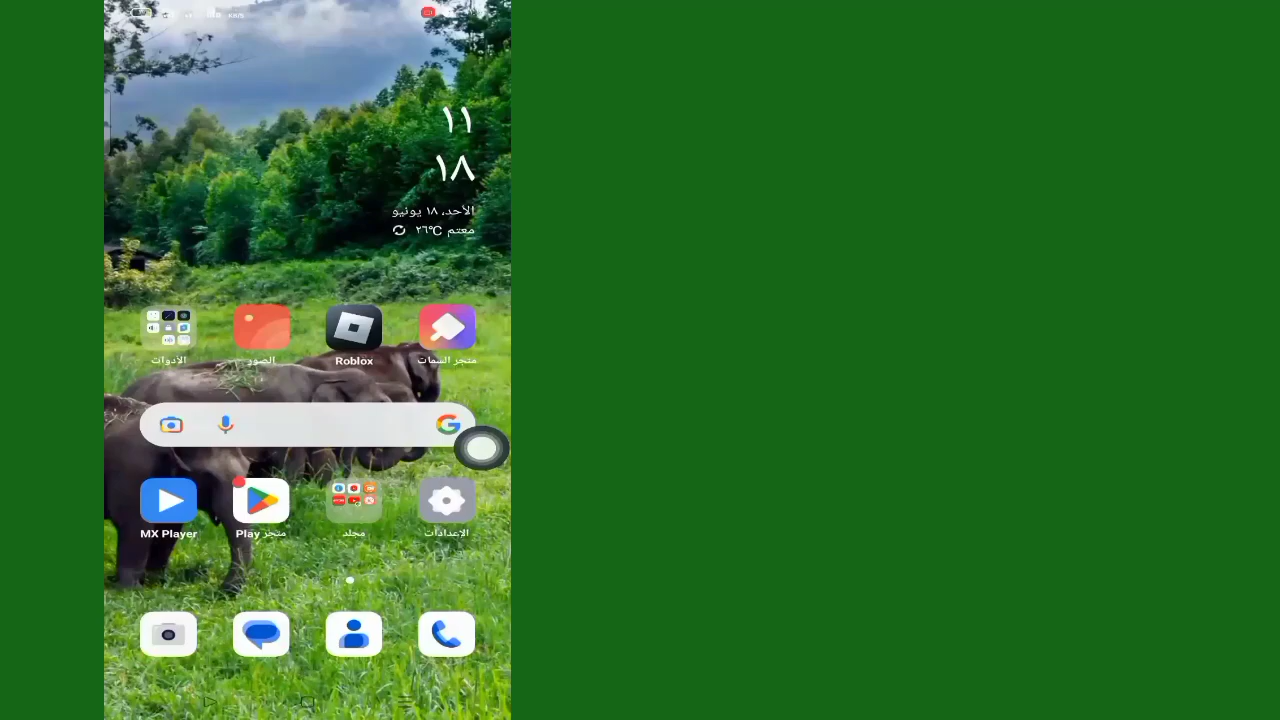 ١١
١٨
الأحد، ١٨ يونيو
معتم ٢٦°C
متجر السمات
Roblox
الصور
الأدوات
الإعدادات
مجلد
متجر Play
MX Player